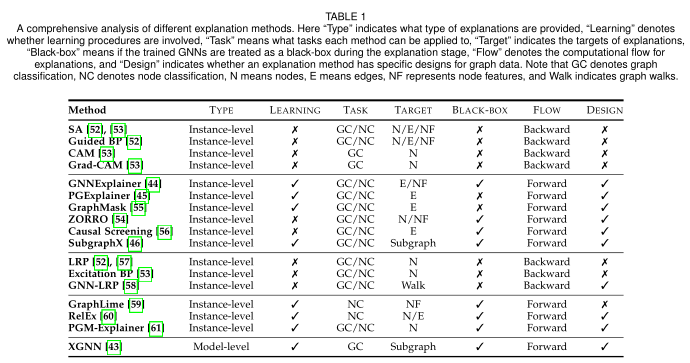 TABLE 1
A comprehensive analysis of different explanation methods. Here “Type” indicates what type of explanations are provided, “Learning” denotes
whether learning procedures are involved, “Task” means what tasks each method can be applied to, “Target” indicates the targets of explanations,
“Black-box” means if the trained GNNs are treated as a black-box during the explanation stage, “Flow” denotes the computational flow for
explanations, and “Design” indicates whether an explanation method has specific designs for graph data. Note that GC denotes graph
classification, NC denotes node classification, N means nodes, E means edges, NF represents node features, and Walk indicates graph walks.
Method TYPE LEARNING TASK TARGET BLACK-BOX FLOW DESIGN
SA [52], [53] Instance-level ✗ GC/NC N/E/NF ✗ Backward ✗
Guided BP [52] Instance-level ✗ GC/NC N/E/NF ✗ Backward ✗
CAM [53] Instance-level ✗ GC N ✗ Backward ✗
Grad-CAM [53] Instance-level ✗ GC N ✗ Backward ✗
GNNExplainer [44] Instance-level ✓ GC/NC E/NF ✓ Forward ✓
PGExplainer [45] Instance-level ✓ GC/NC E ✗ Forward ✓
GraphMask [55] Instance-level ✓ GC/NC E ✗ Forward ✓
ZORRO [54] Instance-level ✗ GC/NC N/NF ✓ Forward ✓
Causal Screening [56] Instance-level ✗ GC/NC E ✓ Forward ✓
SubgraphX [46] Instance-level ✓ GC/NC Subgraph ✓ Forward ✓
LRP [52], [57] Instance-level ✗ GC/NC N ✗ Backward ✗
Excitation BP [53] Instance-level ✗ GC/NC N ✗ Backward ✗
GNN-LRP [58] Instance-level ✗ GC/NC Walk ✗ Backward ✓
GraphLime [59] Instance-level ✓ NC NF ✓ Forward ✗
RelEx [60] Instance-level ✓ NC N/E ✓ Forward ✓
PGM-Explainer [61] Instance-level ✓ GC/NC N ✓ Forward ✓
XGNN [43] Model-level ✓ GC Subgraph ✓ Forward ✓